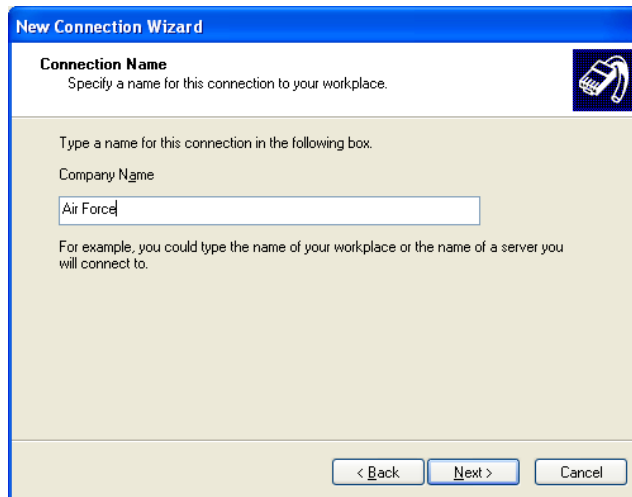 New Connection Wizard
Connection Name
Specify a name for this connection to your workplace.
Type a name for this connection in the following box.
Company Name
Air Force
For example, you could type the name of your workplace or the name of a server you
will connect to.
< Back Next > Cancel